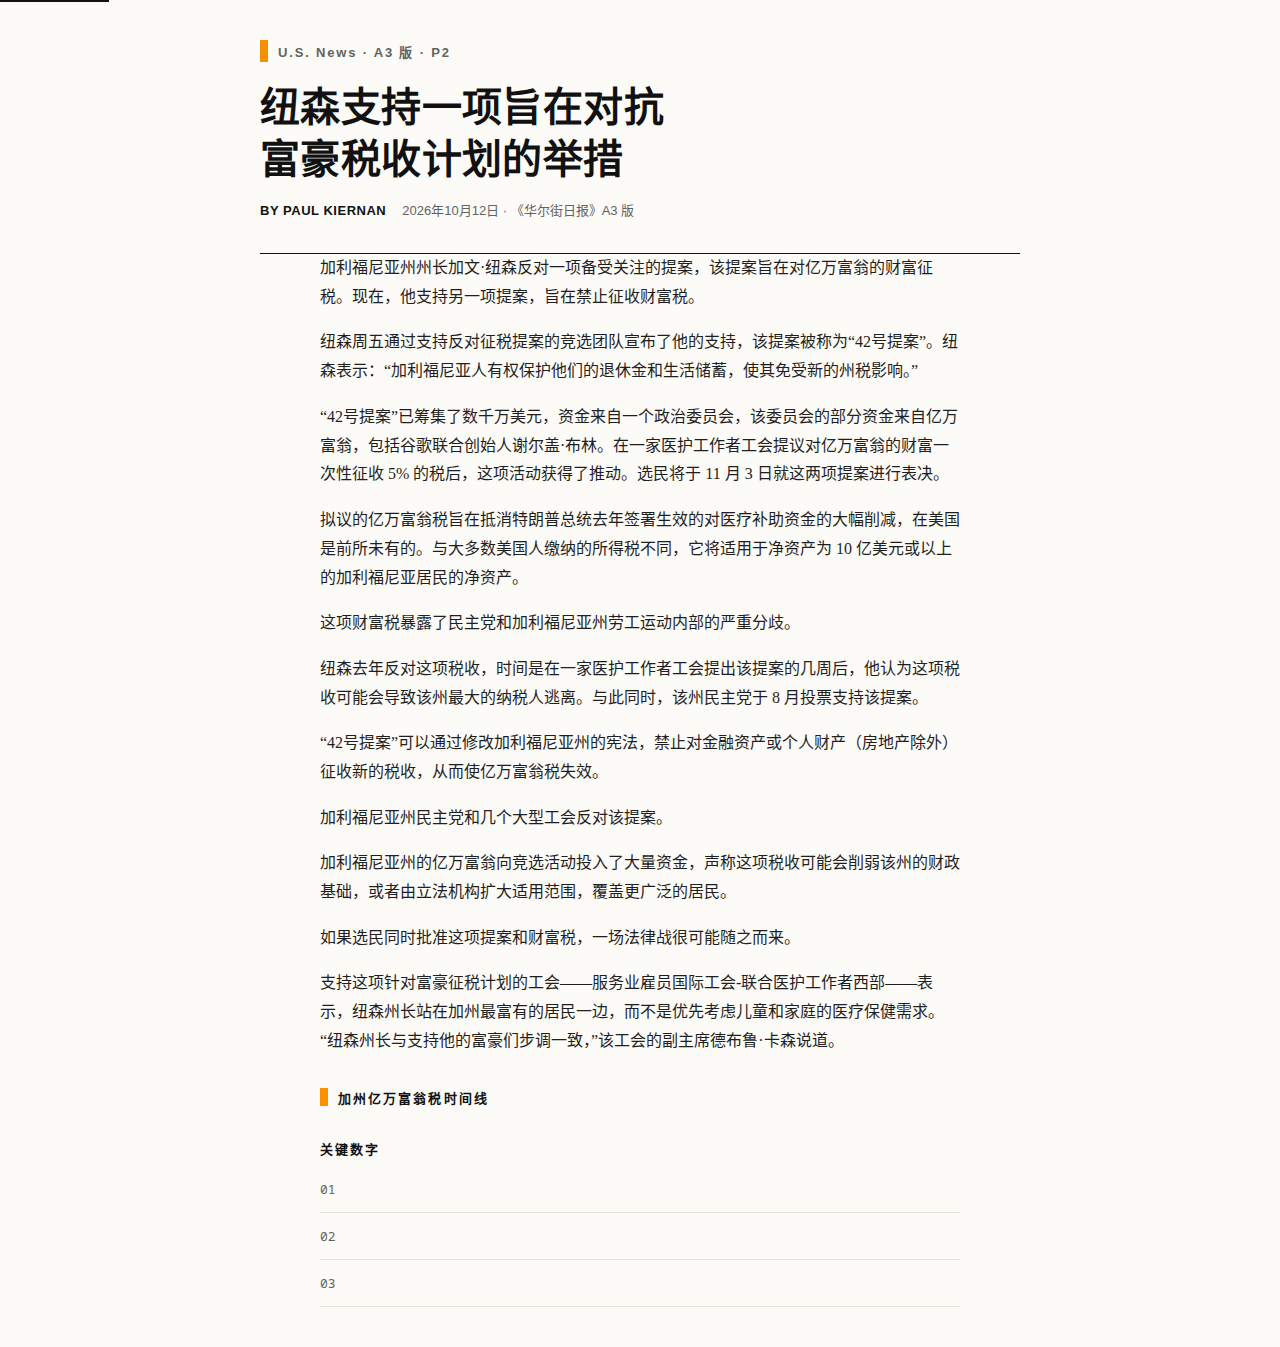 U.S. News · A3 版 · P2
纽森支持一项旨在对抗
富豪税收计划的举措
BY PAUL KIERNAN 2026年10月12日 · 《华尔街日报》A3 版
加利福尼亚州州长加文·纽森反对一项备受关注的提案，该提案旨在对亿万富翁的财富征
税。现在，他支持另一项提案，旨在禁止征收财富税。
纽森周五通过支持反对征税提案的竞选团队宣布了他的支持，该提案被称为“42号提案”。纽
森表示：“加利福尼亚人有权保护他们的退休金和生活储蓄，使其免受新的州税影响。”
“42号提案”已筹集了数千万美元，资金来自一个政治委员会，该委员会的部分资金来自亿万
富翁，包括谷歌联合创始人谢尔盖·布林。在一家医护工作者工会提议对亿万富翁的财富一
次性征收 5% 的税后，这项活动获得了推动。选民将于 11 月 3 日就这两项提案进行表决。
拟议的亿万富翁税旨在抵消特朗普总统去年签署生效的对医疗补助资金的大幅削减，在美国
是前所未有的。与大多数美国人缴纳的所得税不同，它将适用于净资产为 10 亿美元或以上
的加利福尼亚居民的净资产。
这项财富税暴露了民主党和加利福尼亚州劳工运动内部的严重分歧。
纽森去年反对这项税收，时间是在一家医护工作者工会提出该提案的几周后，他认为这项税
收可能会导致该州最大的纳税人逃离。与此同时，该州民主党于 8 月投票支持该提案。
“42号提案”可以通过修改加利福尼亚州的宪法，禁止对金融资产或个人财产（房地产除外）
征收新的税收，从而使亿万富翁税失效。
加利福尼亚州民主党和几个大型工会反对该提案。
加利福尼亚州的亿万富翁向竞选活动投入了大量资金，声称这项税收可能会削弱该州的财政
基础，或者由立法机构扩大适用范围，覆盖更广泛的居民。
如果选民同时批准这项提案和财富税，一场法律战很可能随之而来。
支持这项针对富豪征税计划的工会——服务业雇员国际工会-联合医护工作者西部——表
示，纽森州长站在加州最富有的居民一边，而不是优先考虑儿童和家庭的医疗保健需求。
“纽森州长与支持他的富豪们步调一致，”该工会的副主席德布鲁·卡森说道。
加州亿万富翁税时间线
关键数字
01
02
03